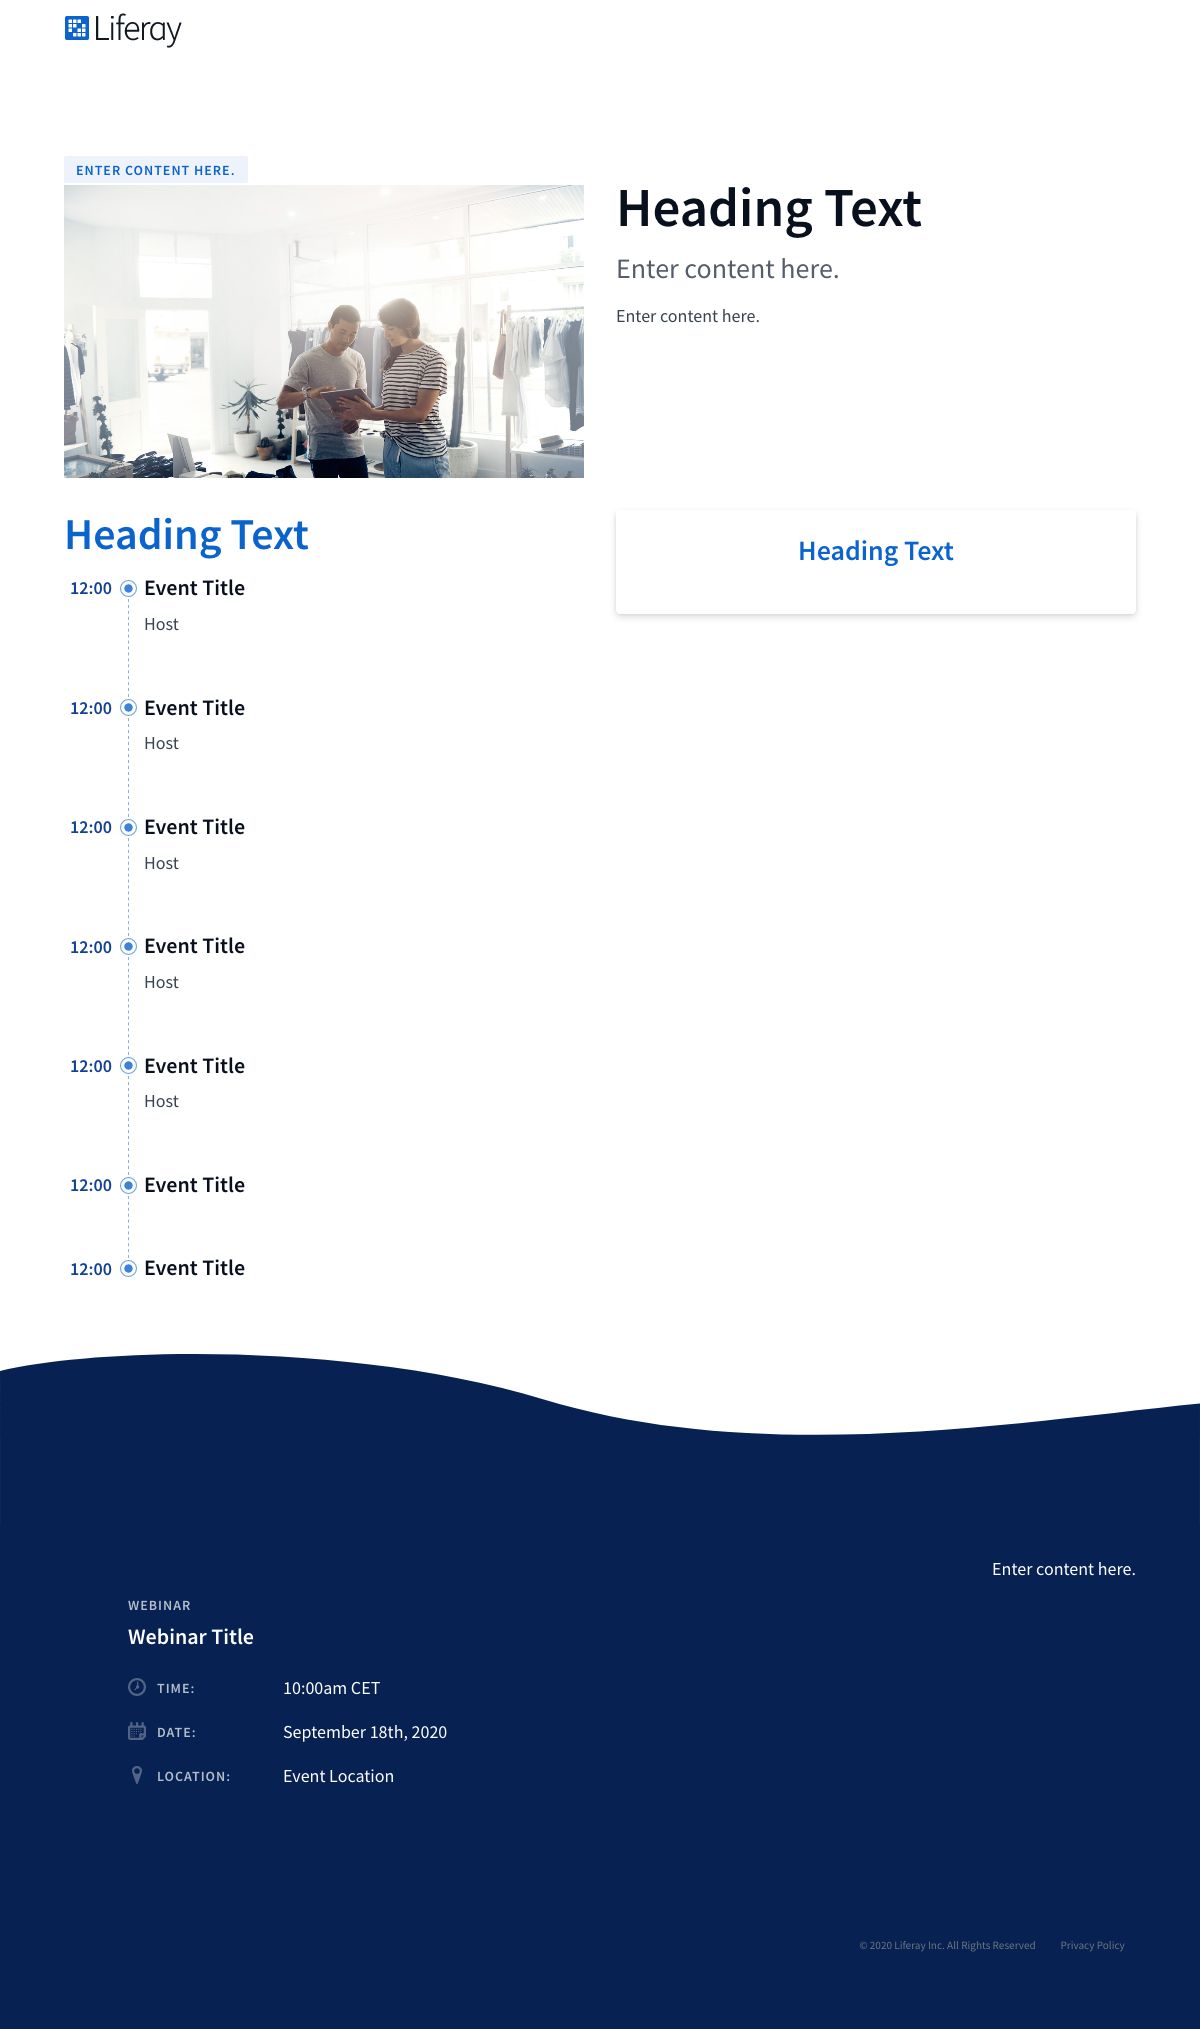 Liferay
ENTER CONTENT HERE.
Heading Text
Enter content here.
Enter content here.
Heading Text
12:00 Event Title
Host
12:00 Event Title
Host
12:00 Event Title
Host
12:00 Event Title
Host
12:00 Event Title
Host
12:00 Event Title
12:00 Event Title
Heading Text
Enter content here.
WEBINAR
Webinar Title
TIME: 10:00am CET
DATE: September 18th, 2020
LOCATION: Event Location
© 2020 Liferay Inc. All Rights Reserved Privacy Policy